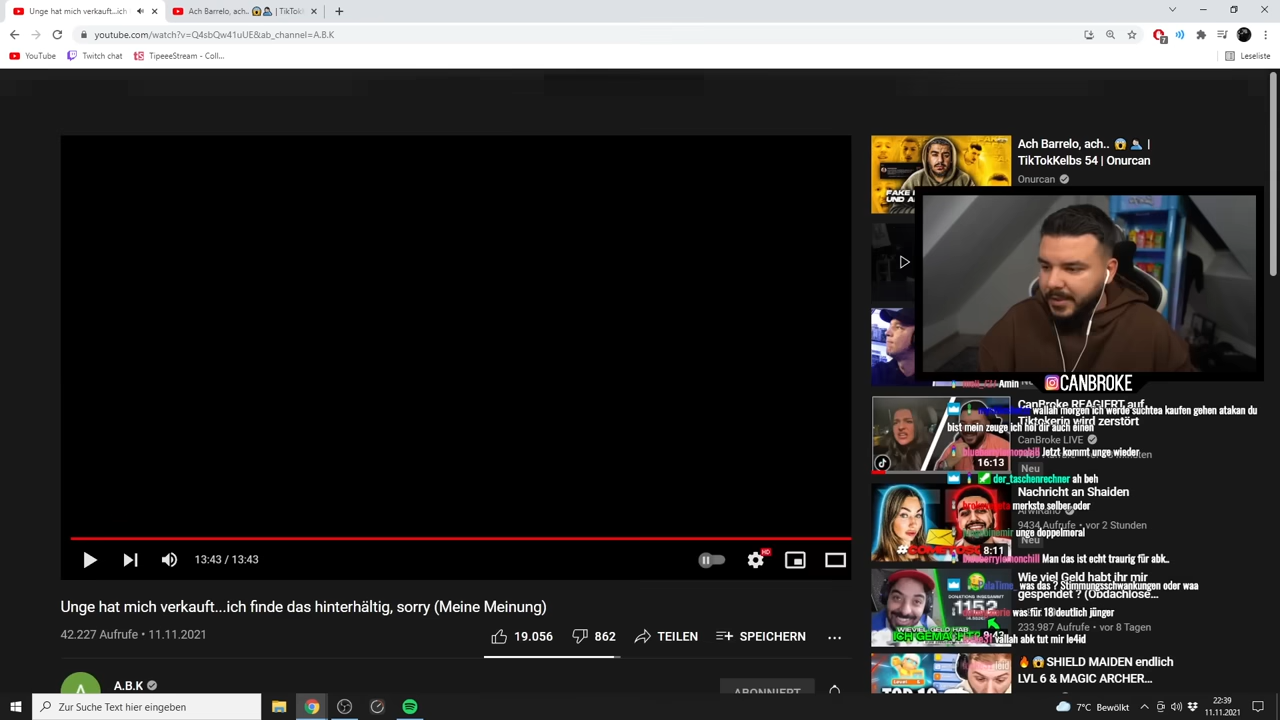 Unge hat mich verkauft...ich
Ach Barrelo, ach.. 😱 | TikTok
youtube.com/watch?v=Q4sbQw41uUE&ab_channel=A.B.K
YouTube
Twitch chat
TipeeeStream - Coll...
Leseliste
Ach Barrelo, ach.. 😱 |
TikTokKelbs 54 | Onurcan
Onurcan
CANBROKE
Amin
CanBroke REAGIERT auf
wallah morgen ich werde suchtea kaufen gehen atakan du
Tiktokerin wird zerstört
bist mein zeuge ich hol dir auch einen
CanBroke LIVE
Jetzt kommt unge wieder
16:13
Neu
der_taschenrechner ah beh
Nachricht an Shaiden
merkste selber oder
9434 Aufrufe • vor 2 Stunden
unge doppelmoral
Neu
8:11
Man das ist echt traurig für abk..
13:43 / 13:43
HD
Wie viel Geld habt ihr mir
was das ? Stimmungsschwankungen oder waa
gespendet ? (Obdachlose...
was für 18 deutlich jünger
1152
233.987 Aufrufe • vor 8 Tagen
ICH GEMACHT?
vallah abk tut mir le4id
Unge hat mich verkauft...ich finde das hinterhältig, sorry (Meine Meinung)
42.227 Aufrufe • 11.11.2021
19.056
862
TEILEN
SPEICHERN
🔥😱SHIELD MAIDEN endlich
LVL 6 & MAGIC ARCHER...
A.B.K
ABONNIERT
Zur Suche Text hier eingeben
7°C Bewölkt
22:39
11.11.2021